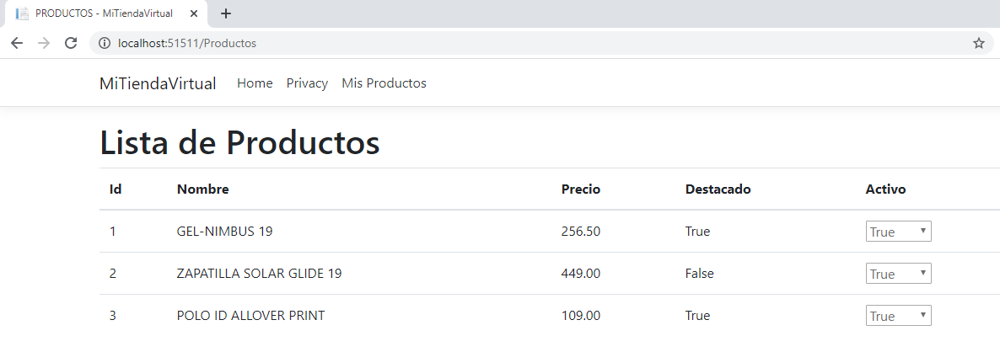 PRODUCTOS - MiTiendaVirtual
localhost:51511/Productos
MiTiendaVirtual Home Privacy Mis Productos
Lista de Productos
Id Nombre Precio Destacado Activo
1 GEL-NIMBUS 19 256.50 True True
2 ZAPATILLA SOLAR GLIDE 19 449.00 False True
3 POLO ID ALLOVER PRINT 109.00 True True